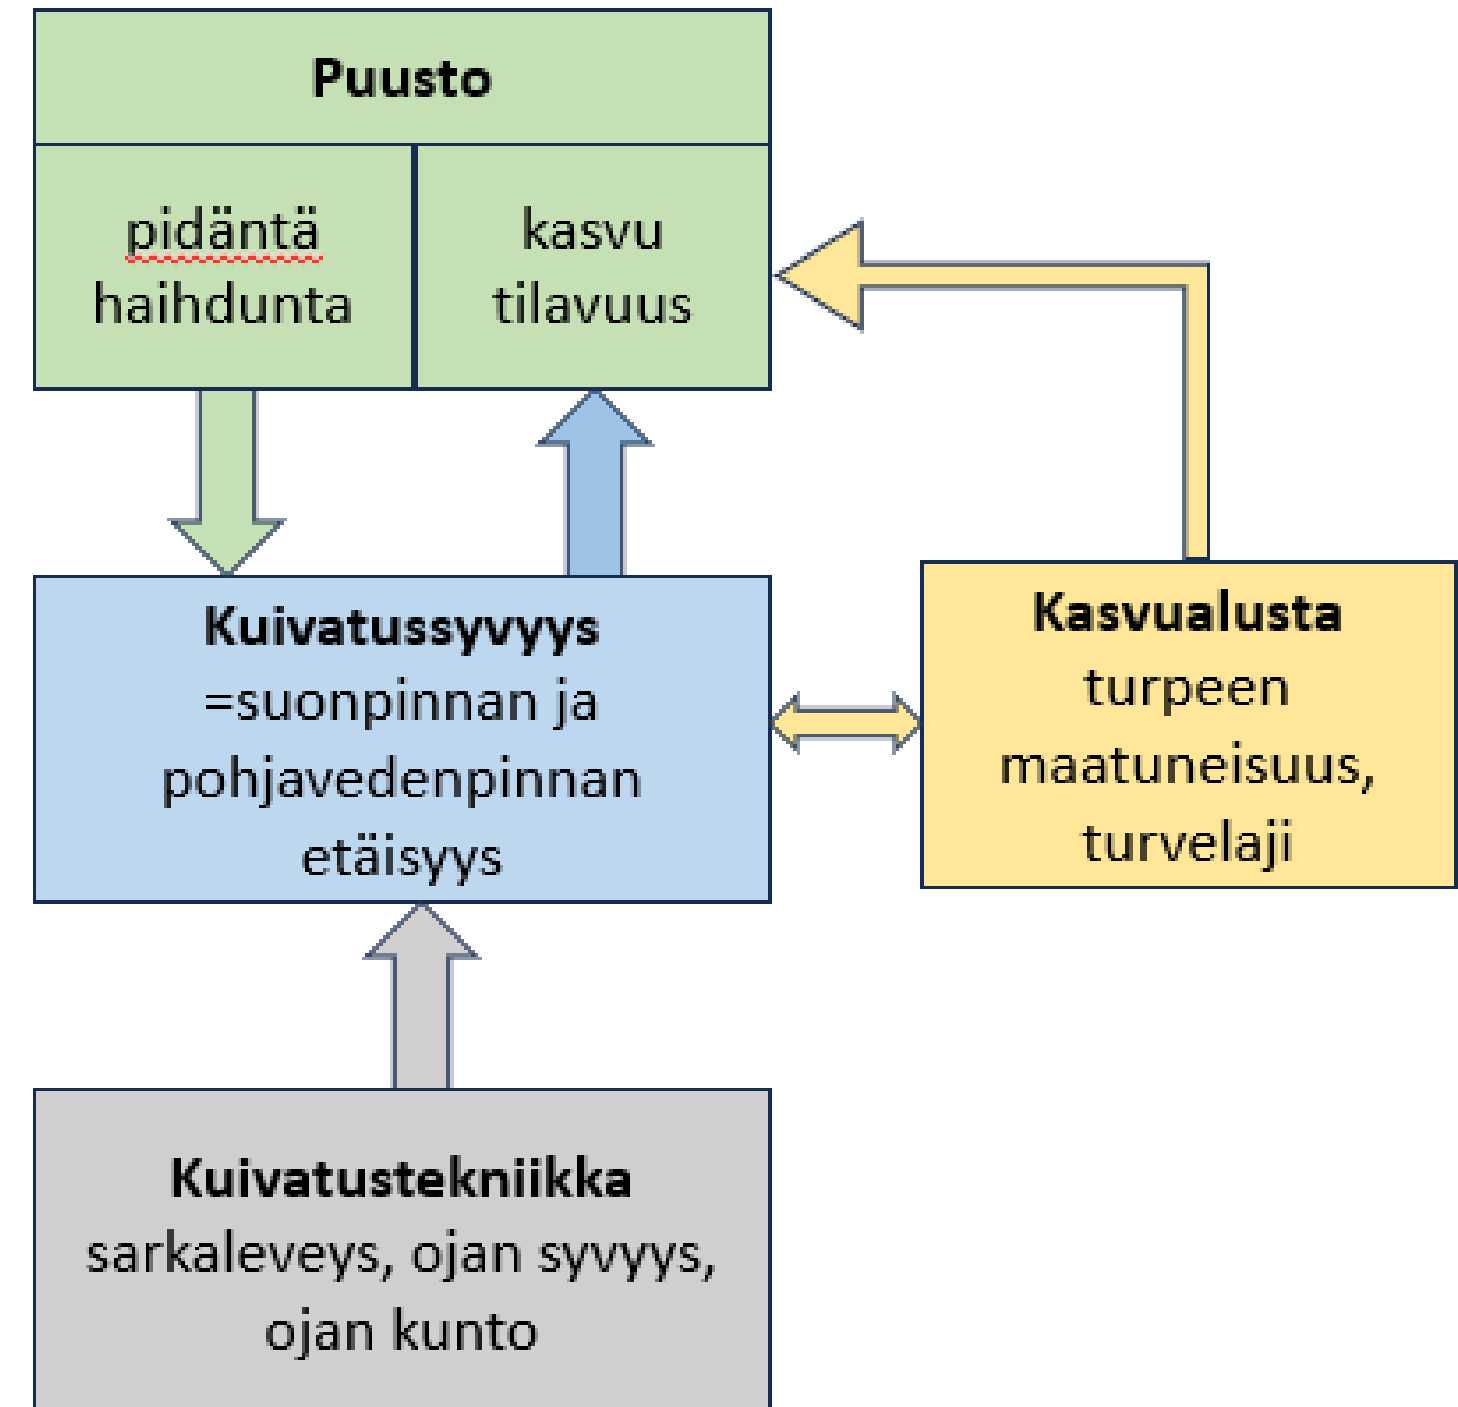 Puusto
pidäntä
haihdunta
kasvu
tilavuus
Kuivatussyvyys
=suonpinnan ja
pohjavedenpinnan
etäisyys
Kasvualusta
turpeen
maatuneisuus,
turvelaji
Kuivatustekniikka
sarkaleveys, ojan syvyys,
ojan kunto